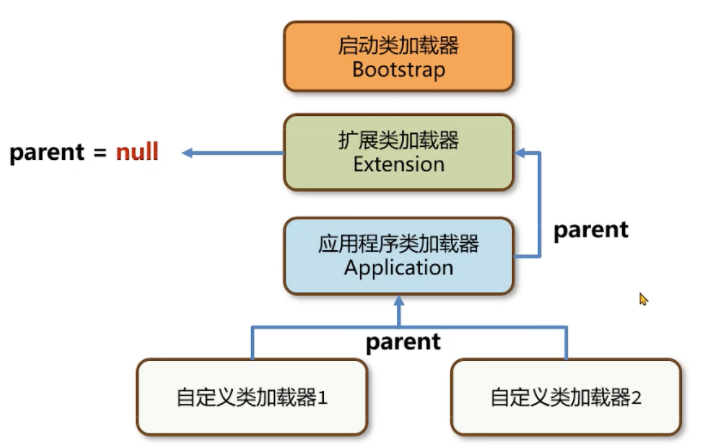 启动类加载器
Bootstrap
扩展类加载器
Extension
parent = null
应用程序类加载器
Application
parent
parent
自定义类加载器1
自定义类加载器2